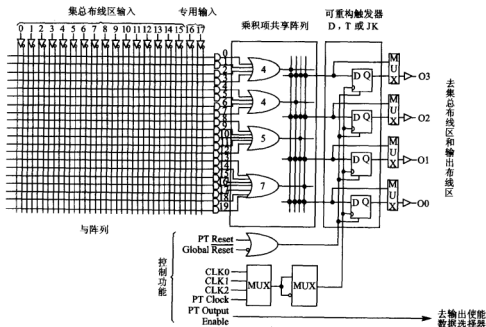 集总布线区输入 专用输入 乘积项共享阵列 可重构触发器
D，T 或 JK
0 1 2 3 4 5 6 7 8 9 10 11 12 13 14 15 16 17
0
4
4
5
7
19
D Q
D Q
D Q
D Q
MUX
MUX
MUX
MUX
O3
O2
O1
O0
去集总布线区和输出布线区
与阵列
控制功能
PT Reset
Global Reset
CLK0
CLK1
CLK2
PT Clock
MUX MUX
PT Output
Enable
去输出使能
数据选择器